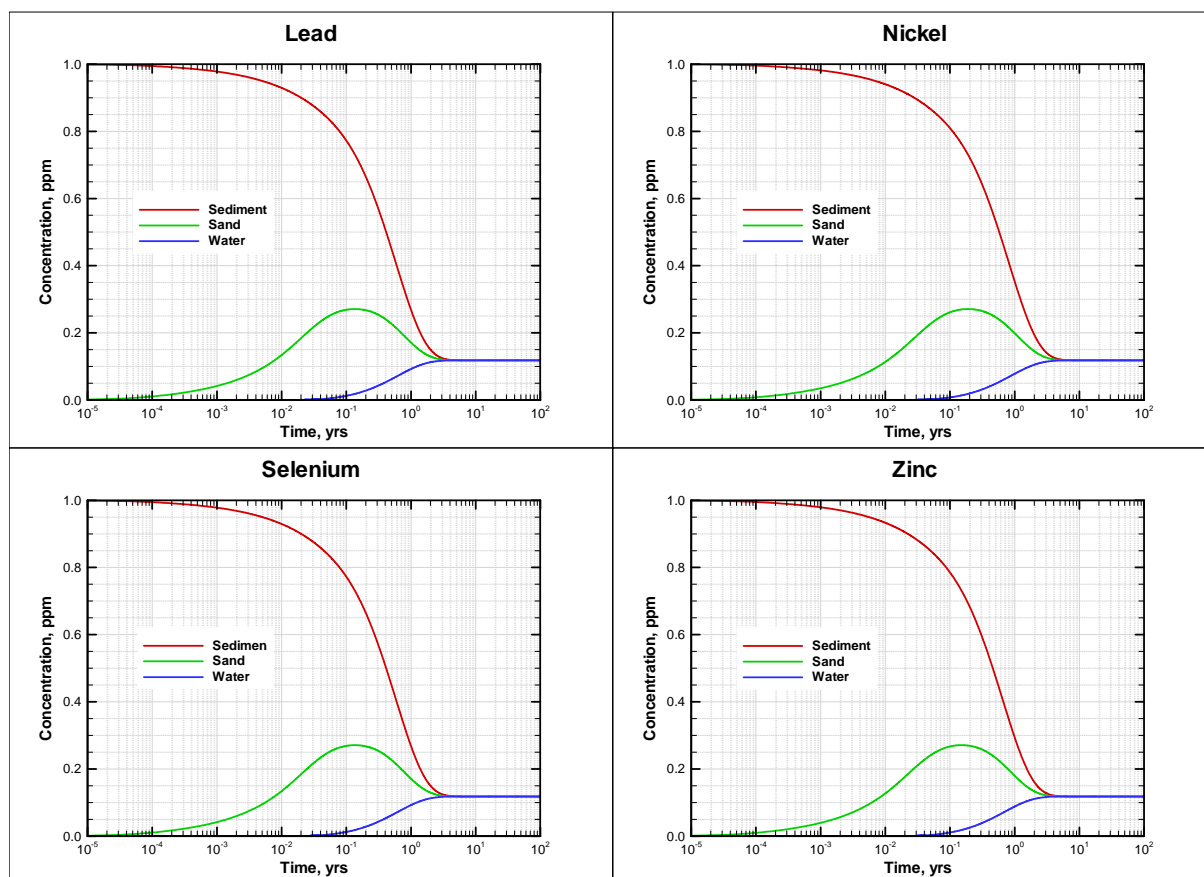 Lead
Concentration, ppm
1.0
0.8
0.6
0.4
0.2
0.0
Sediment
Sand
Water
10⁻⁵ 10⁻⁴ 10⁻³ 10⁻² 10⁻¹ 10⁰ 10¹ 10²
Time, yrs
Nickel
Concentration, ppm
1.0
0.8
0.6
0.4
0.2
0.0
Sediment
Sand
Water
10⁻⁵ 10⁻⁴ 10⁻³ 10⁻² 10⁻¹ 10⁰ 10¹ 10²
Time, yrs
Selenium
Concentration, ppm
1.0
0.8
0.6
0.4
0.2
0.0
Sedimen
Sand
Water
10⁻⁵ 10⁻⁴ 10⁻³ 10⁻² 10⁻¹ 10⁰ 10¹ 10²
Time, yrs
Zinc
Concentration, ppm
1.0
0.8
0.6
0.4
0.2
0.0
Sediment
Sand
Water
10⁻⁵ 10⁻⁴ 10⁻³ 10⁻² 10⁻¹ 10⁰ 10¹ 10²
Time, yrs